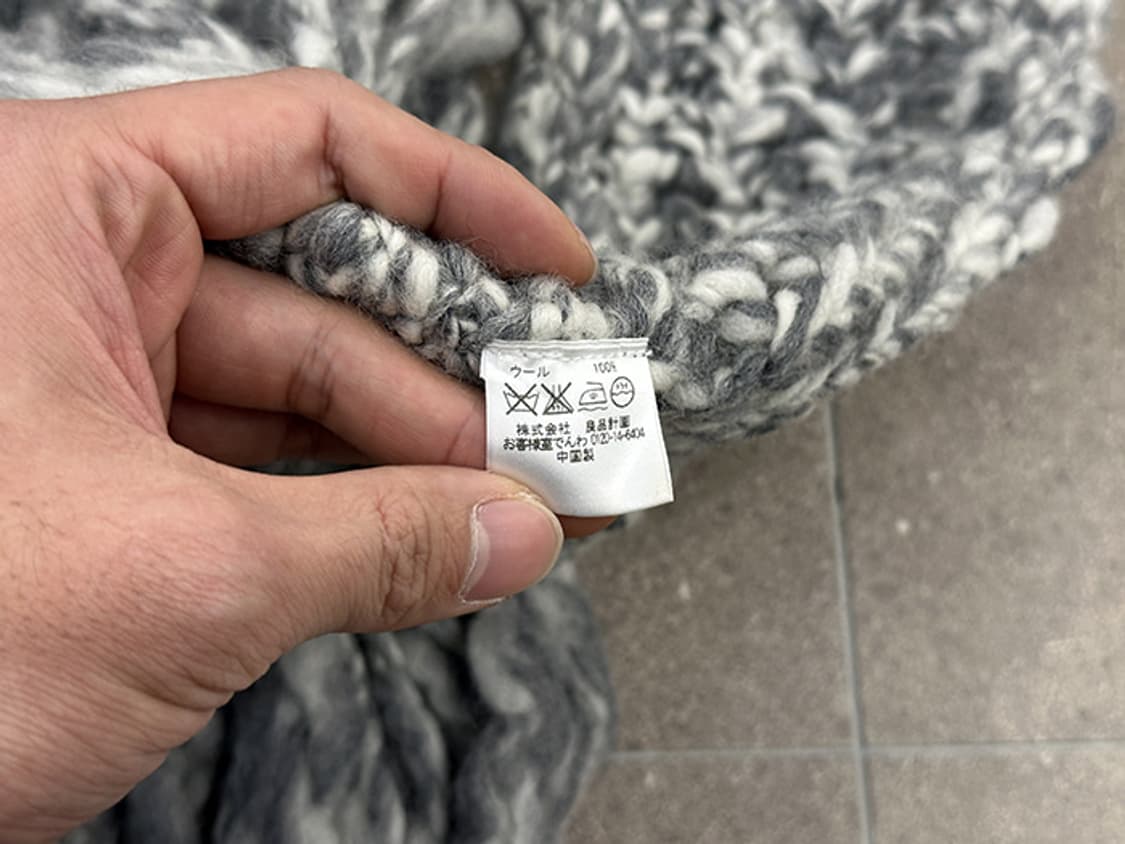 ウール 100%
株式会社 良品計画
お客様室でんわ 0120-14-6404
中国製